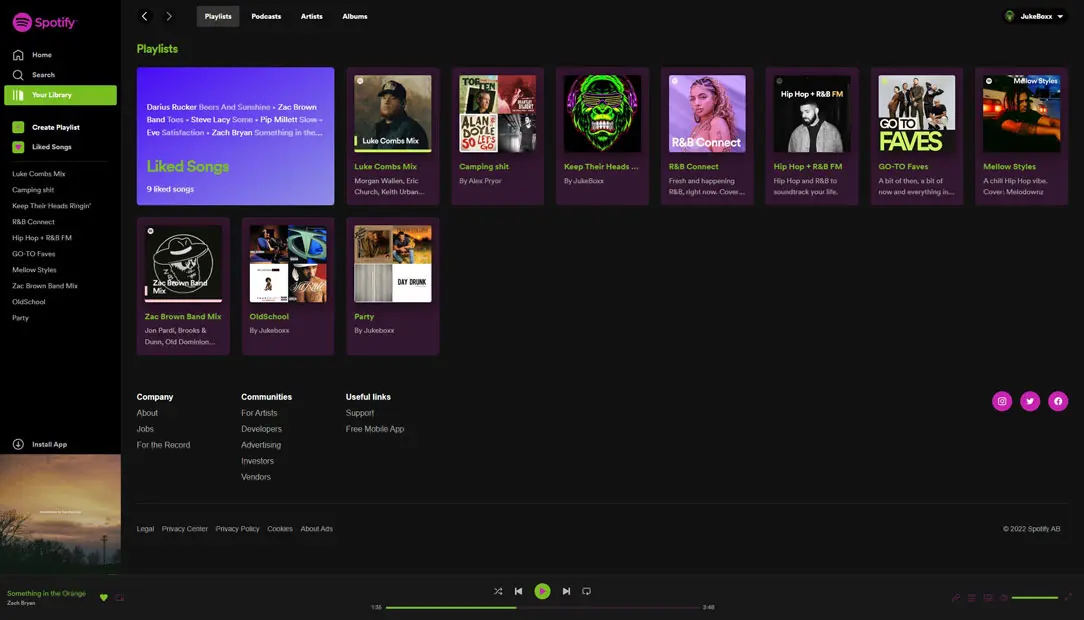 Spotify
Home
Search
Your Library
Create Playlist
Liked Songs
Luke Combs Mix
Camping shit
Keep Their Heads Ringin'
R&B Connect
Hip Hop + R&B FM
GO-TO Faves
Mellow Styles
Zac Brown Band Mix
OldSchool
Party
Install App
Playlists
Podcasts
Artists
Albums
JukeBoxx
Playlists
Darius Rucker Beers And Sunshine • Zac Brown
Band Toes • Steve Lacy Some • Pip Millett Slow -
Eve Satisfaction • Zach Bryan Something in the...
Liked Songs
9 liked songs
Luke Combs Mix
Luke Combs Mix
Morgan Wallen, Eric
Church, Keith Urban...
ALAN
DOYLE
LET'S
GO
Camping shit
By Alex Pryor
Keep Their Heads ...
By JukeBoxx
R&B Connect
R&B Connect
Fresh and happening
R&B, right now. Cover...
Hip Hop + R&B FM
Hip Hop + R&B FM
Hip Hop and R&B to
soundtrack your life.
GO TO
FAVES
GO-TO Faves
A bit of then, a bit of
now and everything in...
Mellow Styles
Mellow Styles
A chill Hip Hop vibe.
Cover: Melodownz
Zac Brown Band
Mix
Zac Brown Band Mix
Jon Pardi, Brooks &
Dunn, Old Dominion...
OldSchool
By Jukeboxx
DAY DRUNK
Party
By Jukeboxx
Company
About
Jobs
For the Record
Communities
For Artists
Developers
Advertising
Investors
Vendors
Useful links
Support
Free Mobile App
Legal
Privacy Center
Privacy Policy
Cookies
About Ads
© 2022 Spotify AB
Something in the Orange
Zach Bryan
1:35
3:48